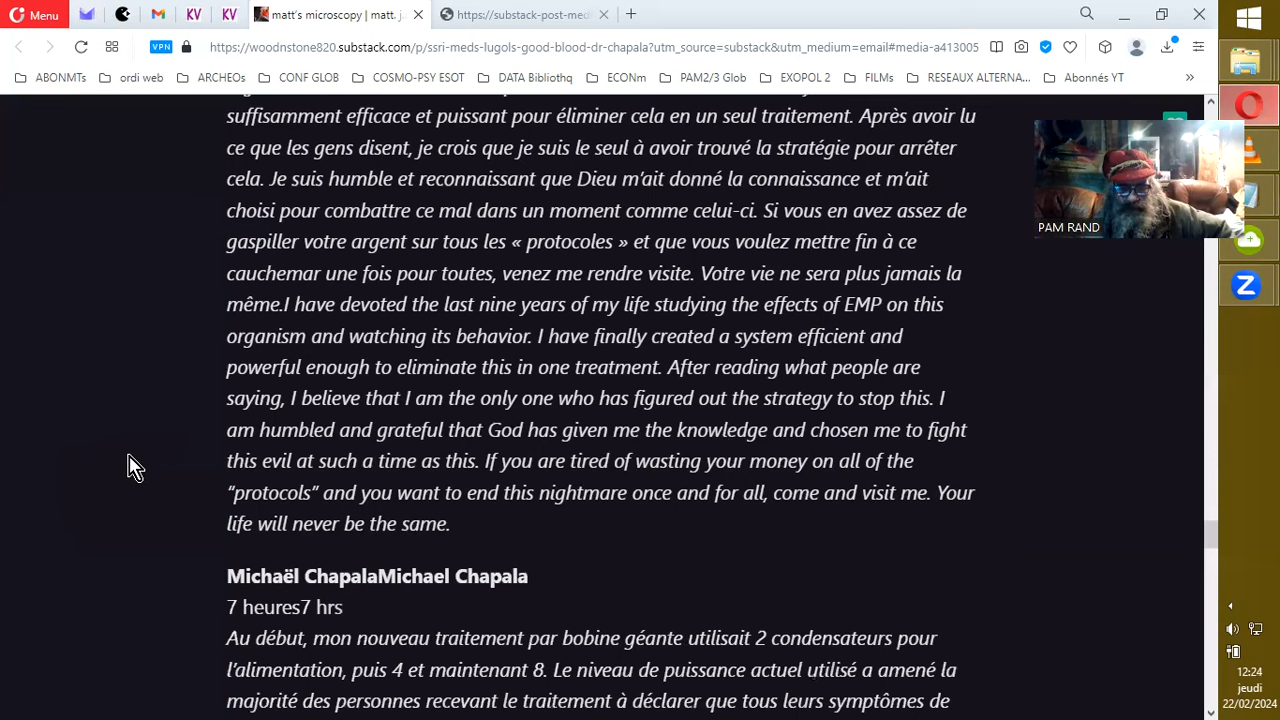 Menu
KV
KV
matt's microscopy | matt. j
https://substack-post-med
VPN
https://woodnstone820.substack.com/p/ssri-meds-lugols-good-blood-dr-chapala?utm_source=substack&utm_medium=email#media-a413005
ABONMTs
ordi web
ARCHEOs
CONF GLOB
COSMO-PSY ESOT
DATA Biblithq
ECONm
PAM2/3 Glob
EXOPOL 2
FILMs
RESEAUX ALTERNA...
Abonnés YT
»
suffisamment efficace et puissant pour éliminer cela en un seul traitement. Après avoir lu
ce que les gens disent, je crois que je suis le seul à avoir trouvé la stratégie pour arrêter
cela. Je suis humble et reconnaissant que Dieu m'ait donné la connaissance et m'ait
choisi pour combattre ce mal dans un moment comme celui-ci. Si vous en avez assez de
gaspiller votre argent sur tous les « protocoles » et que vous voulez mettre fin à ce
cauchemar une fois pour toutes, venez me rendre visite. Votre vie ne sera plus jamais la
même.I have devoted the last nine years of my life studying the effects of EMP on this
organism and watching its behavior. I have finally created a system efficient and
powerful enough to eliminate this in one treatment. After reading what people are
saying, I believe that I am the only one who has figured out the strategy to stop this. I
am humbled and grateful that God has given me the knowledge and chosen me to fight
this evil at such a time as this. If you are tired of wasting your money on all of the
“protocols” and you want to end this nightmare once and for all, come and visit me. Your
life will never be the same.
Michaël ChapalaMichael Chapala
7 heures7 hrs
Au début, mon nouveau traitement par bobine géante utilisait 2 condensateurs pour
l'alimentation, puis 4 et maintenant 8. Le niveau de puissance actuel utilisé a amené la
majorité des personnes recevant le traitement à déclarer que tous leurs symptômes de
PAM RAND
12:24
jeudi
22/02/2024